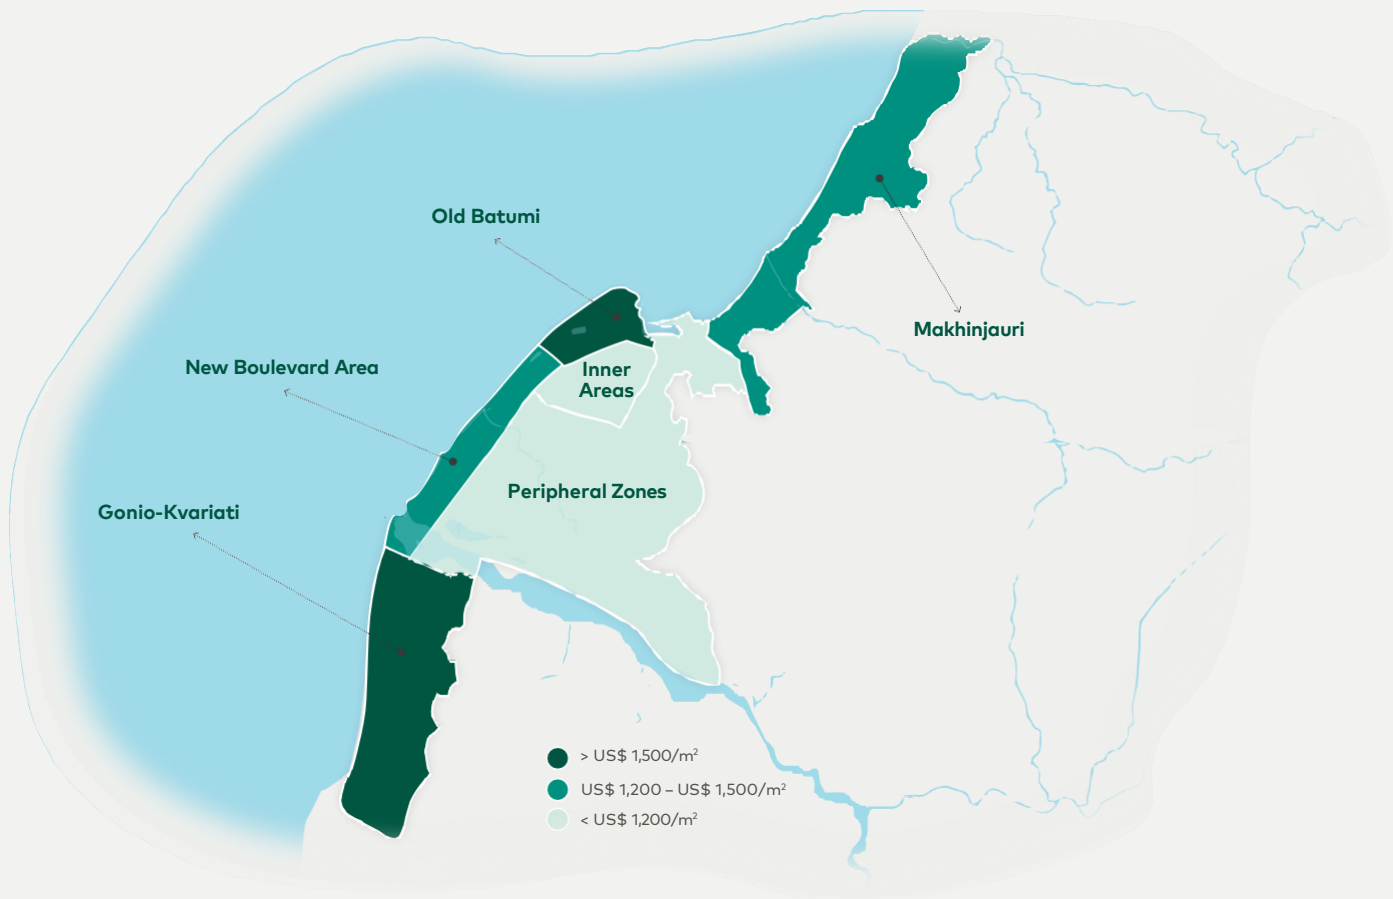 Old Batumi
Makhinjauri
New Boulevard Area
Inner
Areas
Peripheral Zones
Gonio-Kvariati
> US$ 1,500/m²
US$ 1,200 – US$ 1,500/m²
< US$ 1,200/m²